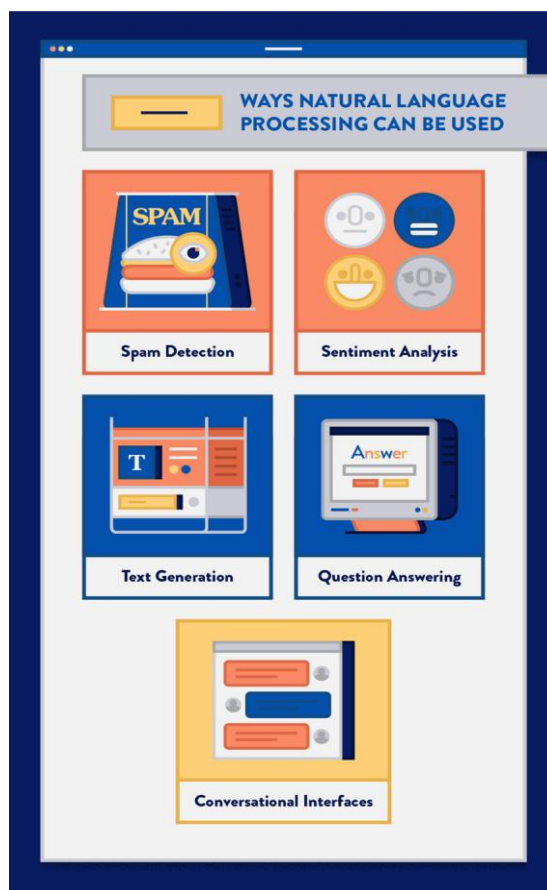 WAYS NATURAL LANGUAGE
PROCESSING CAN BE USED
SPAM
Spam Detection
Sentiment Analysis
T
Text Generation
Answer
Question Answering
Conversational Interfaces